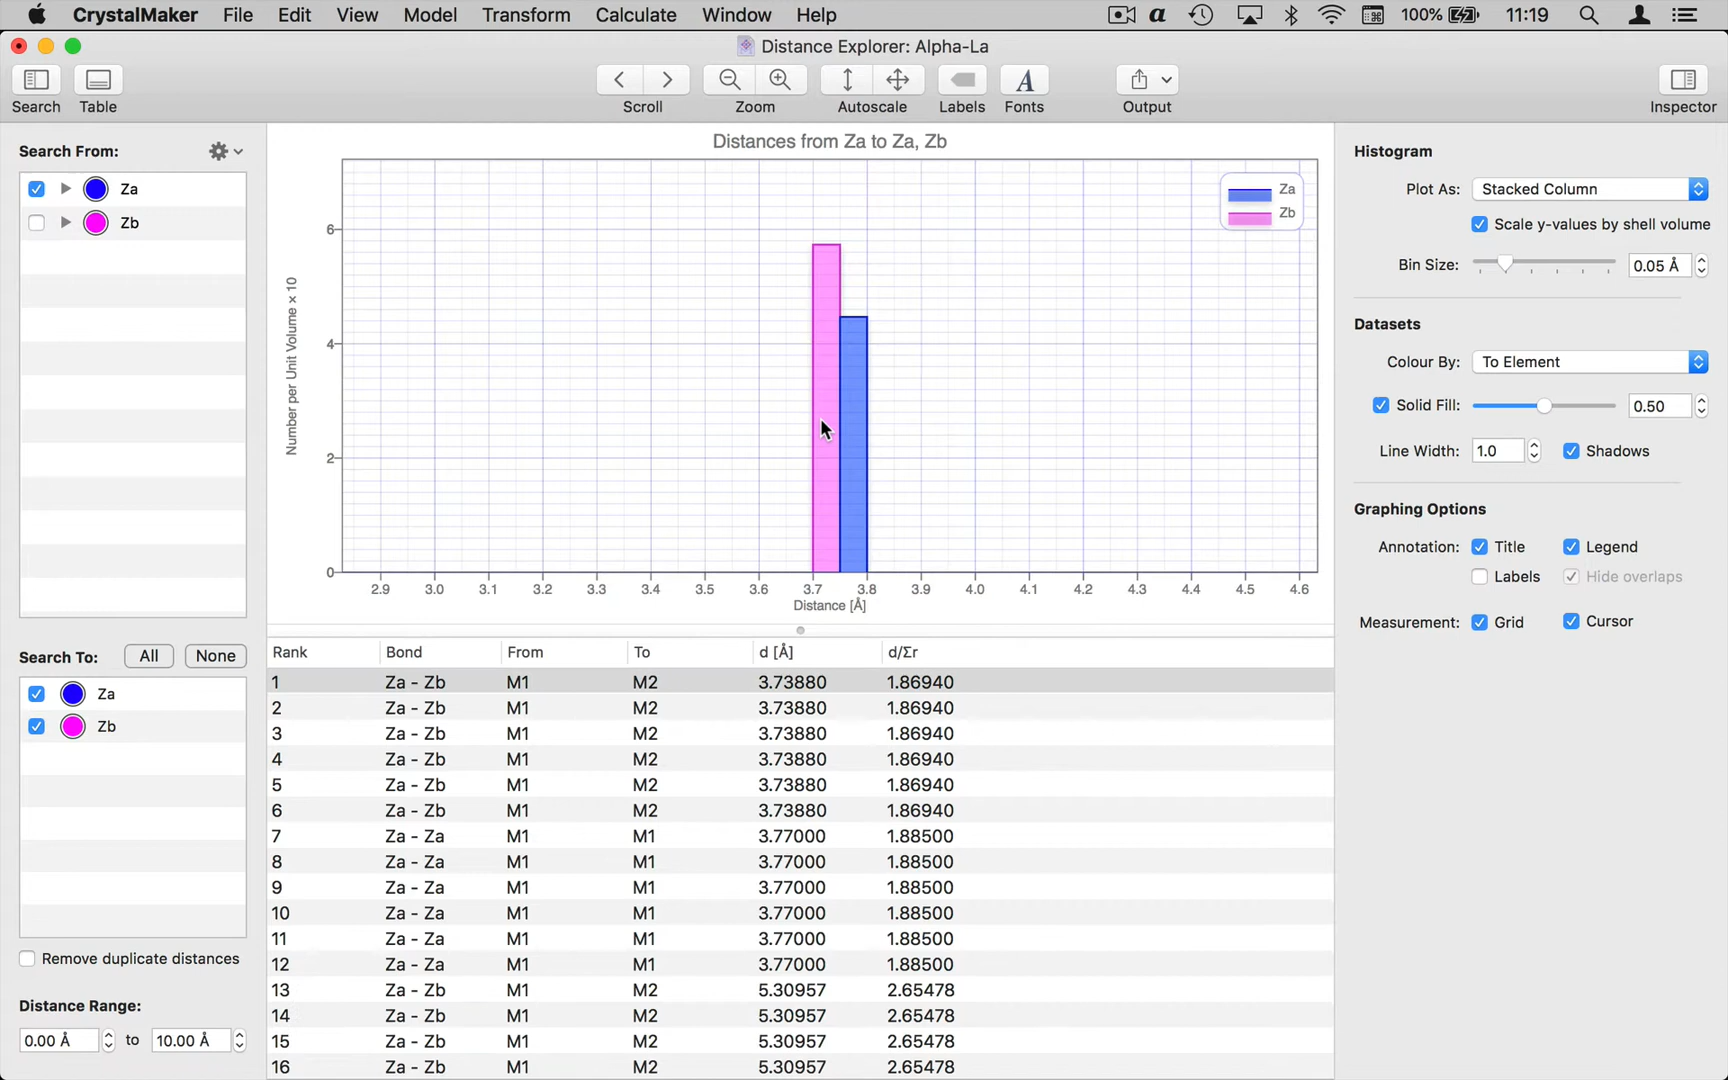 CrystalMaker File Edit View Model Transform Calculate Window Help 100% 11:19
Distance Explorer: Alpha-La
Search Table Scroll Zoom Autoscale Labels Fonts Output Inspector
Search From:
Za
Zb
Search To: All None
Za
Zb
Remove duplicate distances
Distance Range:
0.00 Å to 10.00 Å
Distances from Za to Za, Zb
Za
Zb
Number per Unit Volume × 10
6
4
2
0
2.9 3.0 3.1 3.2 3.3 3.4 3.5 3.6 3.7 3.8 3.9 4.0 4.1 4.2 4.3 4.4 4.5 4.6
Distance [Å]
Rank Bond From To d [Å] d/Σr
1 Za - Zb M1 M2 3.73880 1.86940
2 Za - Zb M1 M2 3.73880 1.86940
3 Za - Zb M1 M2 3.73880 1.86940
4 Za - Zb M1 M2 3.73880 1.86940
5 Za - Zb M1 M2 3.73880 1.86940
6 Za - Zb M1 M2 3.73880 1.86940
7 Za - Za M1 M1 3.77000 1.88500
8 Za - Za M1 M1 3.77000 1.88500
9 Za - Za M1 M1 3.77000 1.88500
10 Za - Za M1 M1 3.77000 1.88500
11 Za - Za M1 M1 3.77000 1.88500
12 Za - Za M1 M1 3.77000 1.88500
13 Za - Zb M1 M2 5.30957 2.65478
14 Za - Zb M1 M2 5.30957 2.65478
15 Za - Zb M1 M2 5.30957 2.65478
16 Za - Zb M1 M2 5.30957 2.65478
Histogram
Plot As: Stacked Column
Scale y-values by shell volume
Bin Size: 0.05 Å
Datasets
Colour By: To Element
Solid Fill: 0.50
Line Width: 1.0 Shadows
Graphing Options
Annotation: Title Legend
Labels Hide overlaps
Measurement: Grid Cursor